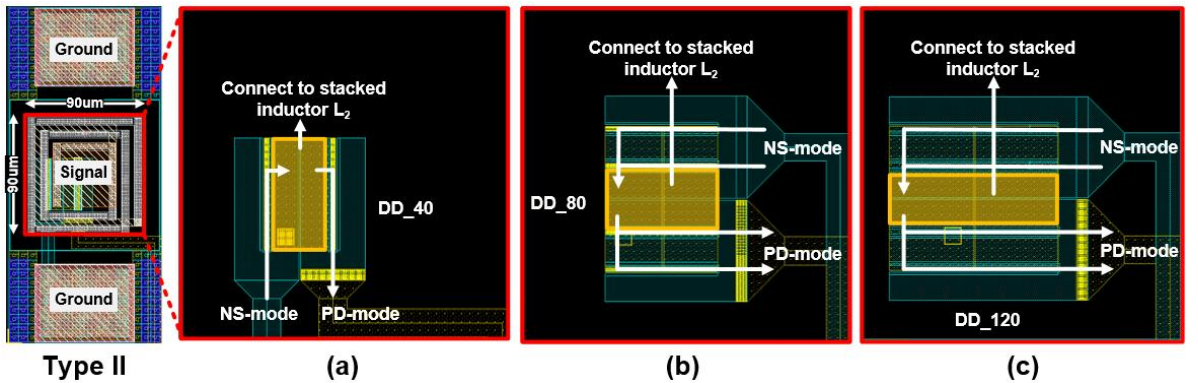 Ground
90um
90um
Signal
Ground
Type II
Connect to stacked
inductor L₂
DD_40
NS-mode
PD-mode
(a)
Connect to stacked
inductor L₂
NS-mode
DD_80
PD-mode
(b)
Connect to stacked
inductor L₂
NS-mode
PD-mode
DD_120
(c)